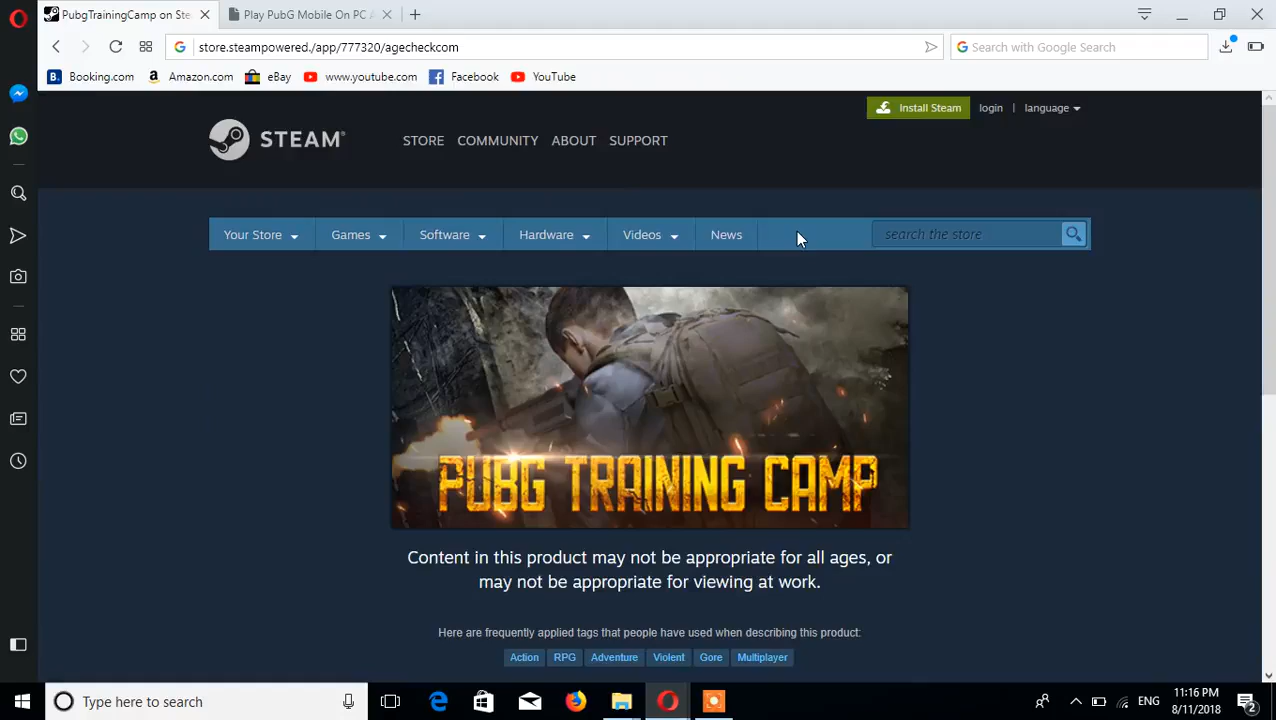 PubgTrainingCamp on Ste
Play PubG Mobile On PC A
store.steampowered./app/777320/agecheckcom
Search with Google Search
B. Booking.com
Amazon.com
eBay
www.youtube.com
Facebook
YouTube
Install Steam
login | language
STEAM®
STORE COMMUNITY ABOUT SUPPORT
Your Store Games Software Hardware Videos News
search the store
PUBG TRAINING CAMP
Content in this product may not be appropriate for all ages, or
may not be appropriate for viewing at work.
Here are frequently applied tags that people have used when describing this product:
Action RPG Adventure Violent Gore Multiplayer
Type here to search
ENG
11:16 PM
8/11/2018
2